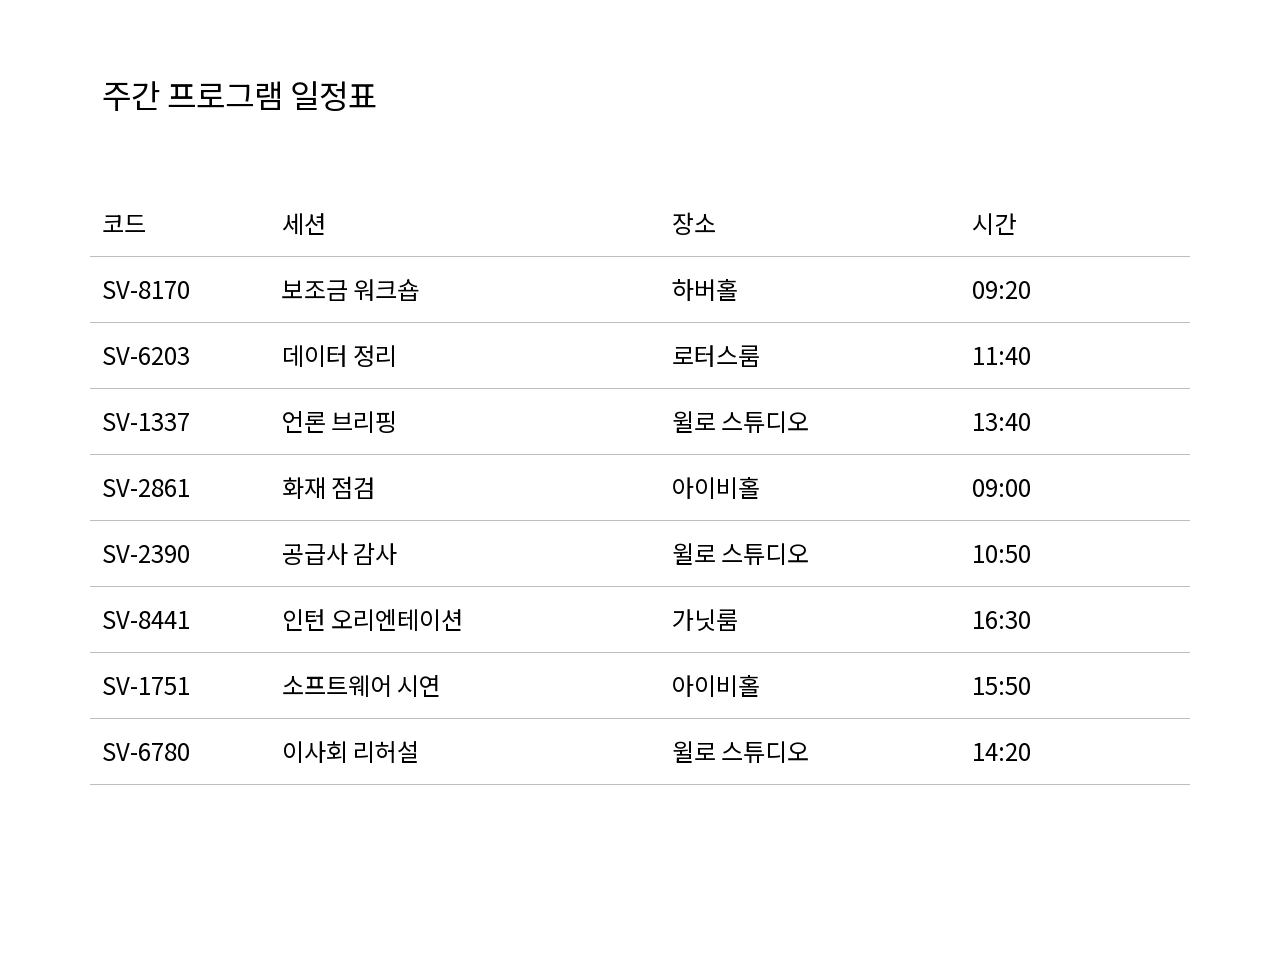 주간 프로그램 일정표
코드 세션 장소 시간
SV-8170 보조금 워크숍 하버홀 09:20
SV-6203 데이터 정리 로터스룸 11:40
SV-1337 언론 브리핑 윌로 스튜디오 13:40
SV-2861 화재 점검 아이비홀 09:00
SV-2390 공급사 감사 윌로 스튜디오 10:50
SV-8441 인턴 오리엔테이션 가닛룸 16:30
SV-1751 소프트웨어 시연 아이비홀 15:50
SV-6780 이사회 리허설 윌로 스튜디오 14:20